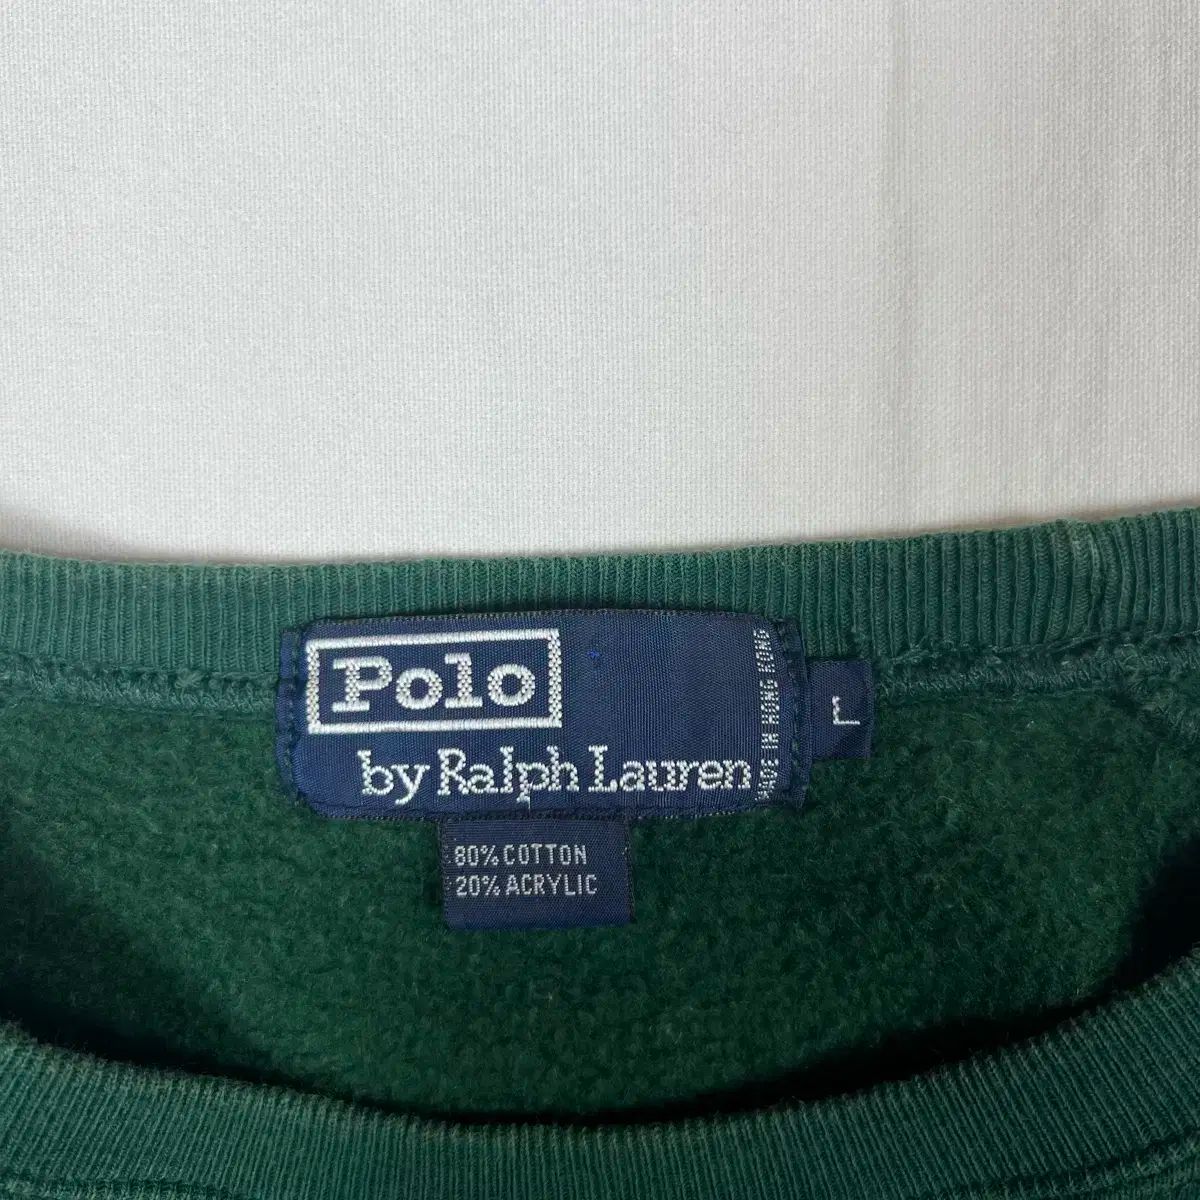 Polo
by Ralph Lauren
MADE IN HONG KONG
L
80% COTTON
20% ACRYLIC